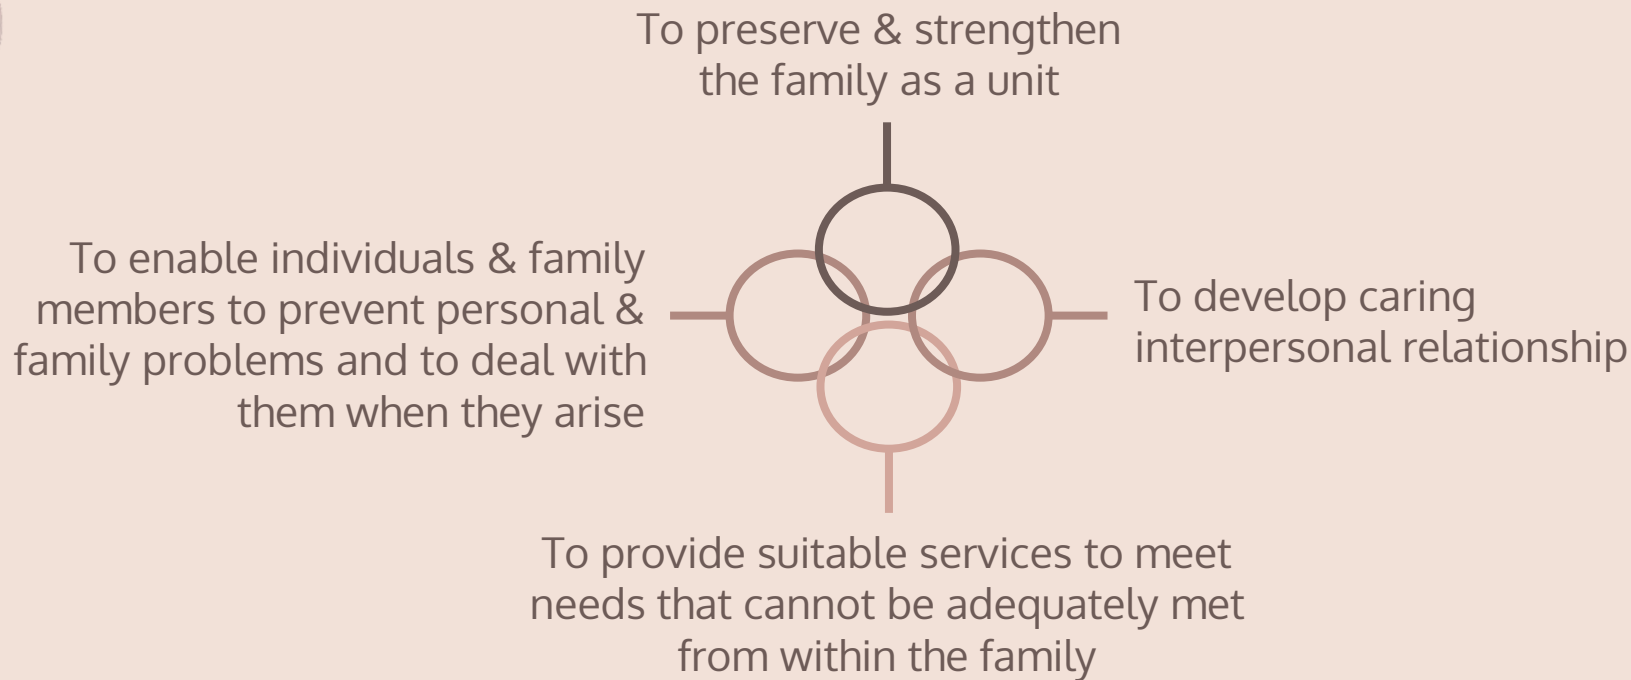 To preserve & strengthen
the family as a unit
To enable individuals & family
members to prevent personal &
family problems and to deal with
them when they arise
To develop caring
interpersonal relationship
To provide suitable services to meet
needs that cannot be adequately met
from within the family